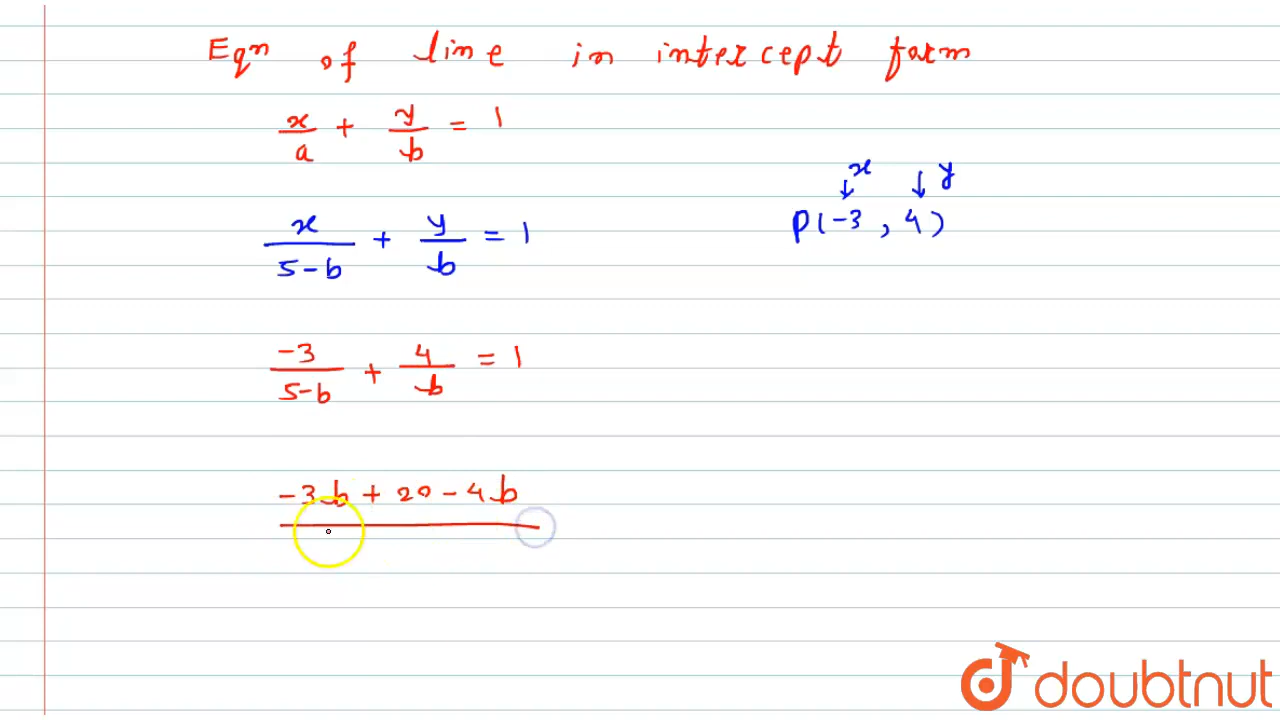 Eqn of line in intercept form
x/a + y/b = 1
x y
P(-3, 4)
x/5-b + y/b = 1
-3/5-b + 4/b = 1
-3b + 20 - 4b
doubtnut